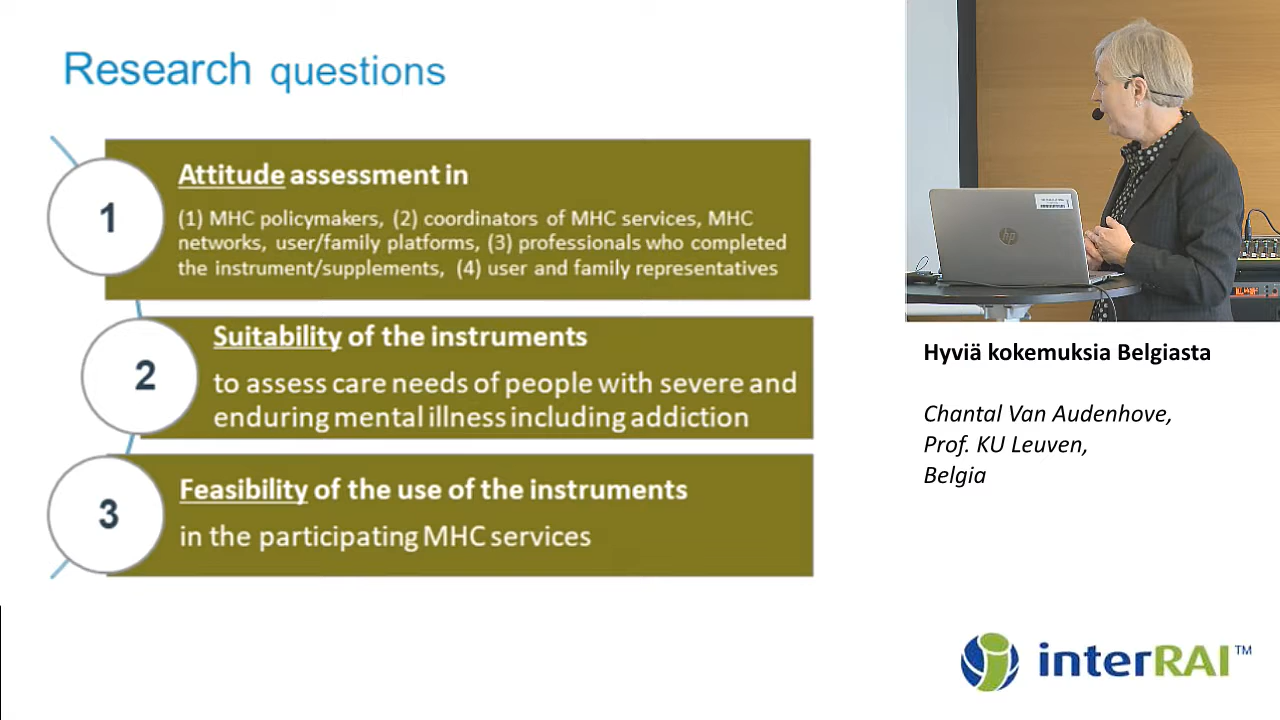 Research questions
1
Attitude assessment in
(1) MHC policymakers, (2) coordinators of MHC services, MHC
networks, user/family platforms, (3) professionals who completed
the instrument/supplements, (4) user and family representatives
2
Suitability of the instruments
to assess care needs of people with severe and
enduring mental illness including addiction
3
Feasibility of the use of the instruments
in the participating MHC services
hp
Hyviä kokemuksia Belgiasta
Chantal Van Audenhove,
Prof. KU Leuven,
Belgia
interRAI™